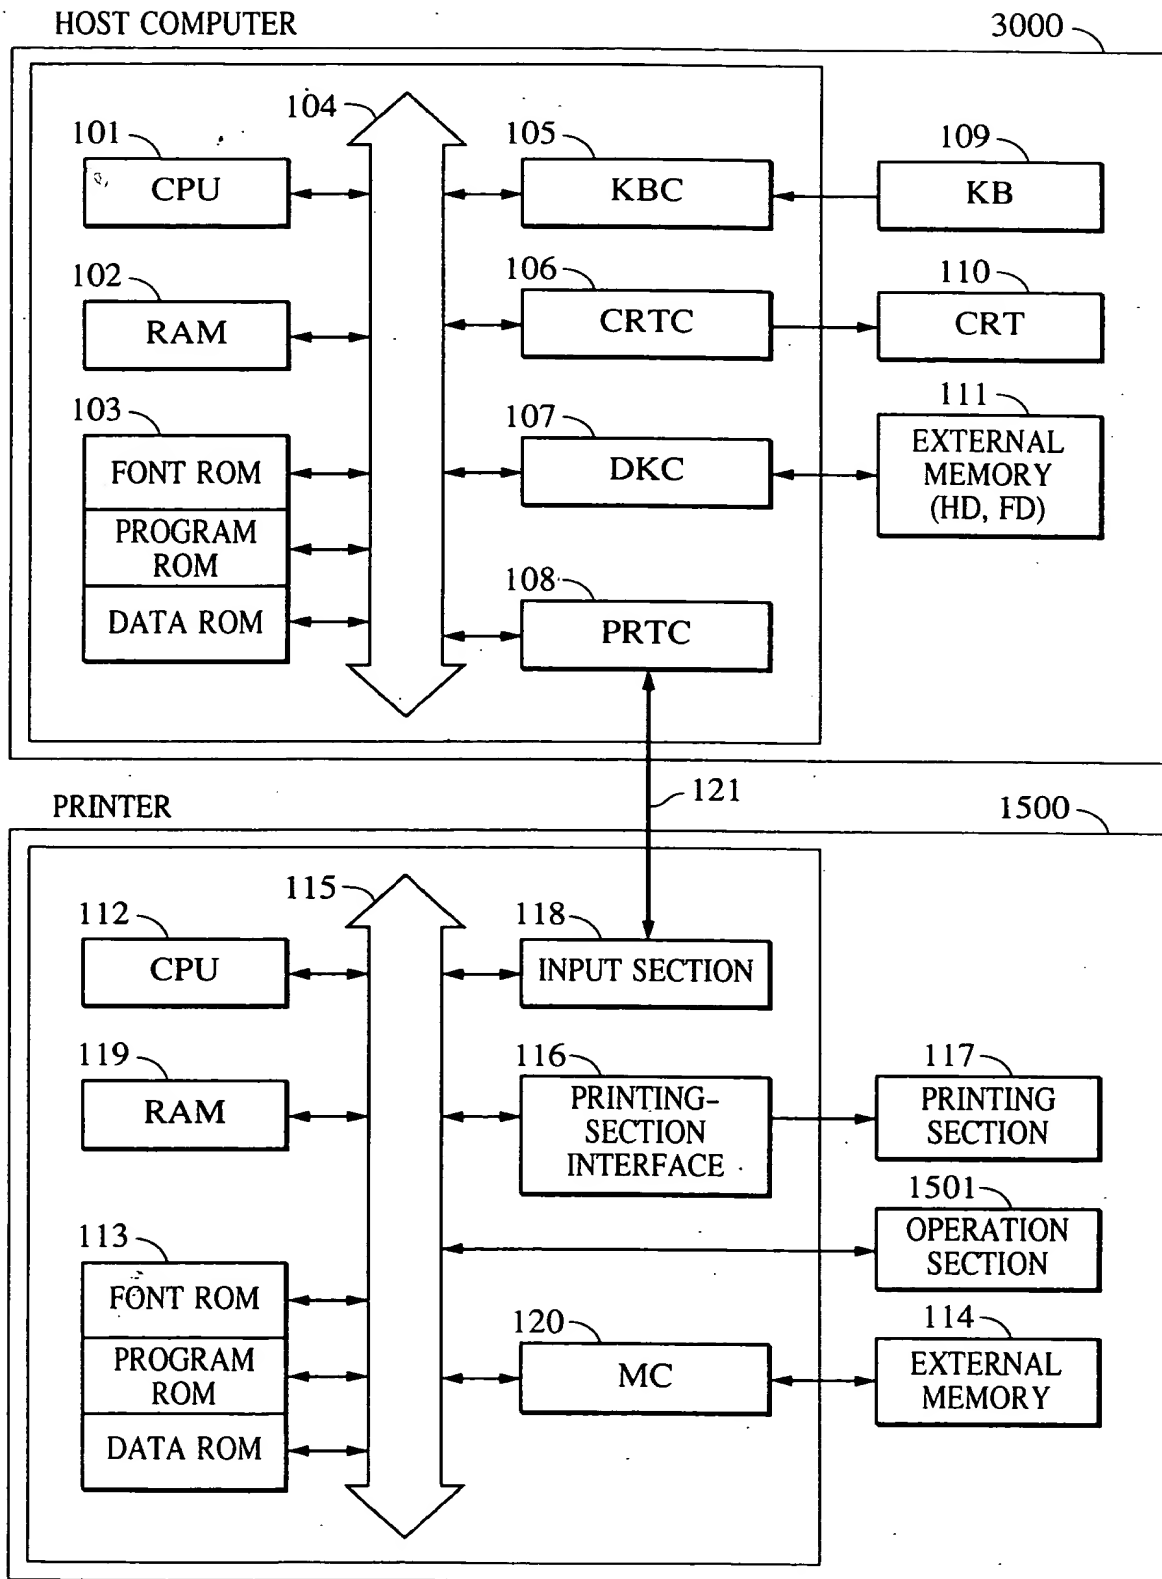 HOST COMPUTER
3000
104
101
CPU
105
KBC
109
KB
102
RAM
106
CRTC
110
CRT
103
FONT ROM
PROGRAM
ROM
DATA ROM
107
DKC
111
EXTERNAL
MEMORY
(HD, FD)
108
PRTC
121
PRINTER
1500
115
112
CPU
118
INPUT SECTION
119
RAM
116
PRINTING-
SECTION
INTERFACE
117
PRINTING
SECTION
1501
OPERATION
SECTION
113
FONT ROM
PROGRAM
ROM
DATA ROM
120
MC
114
EXTERNAL
MEMORY